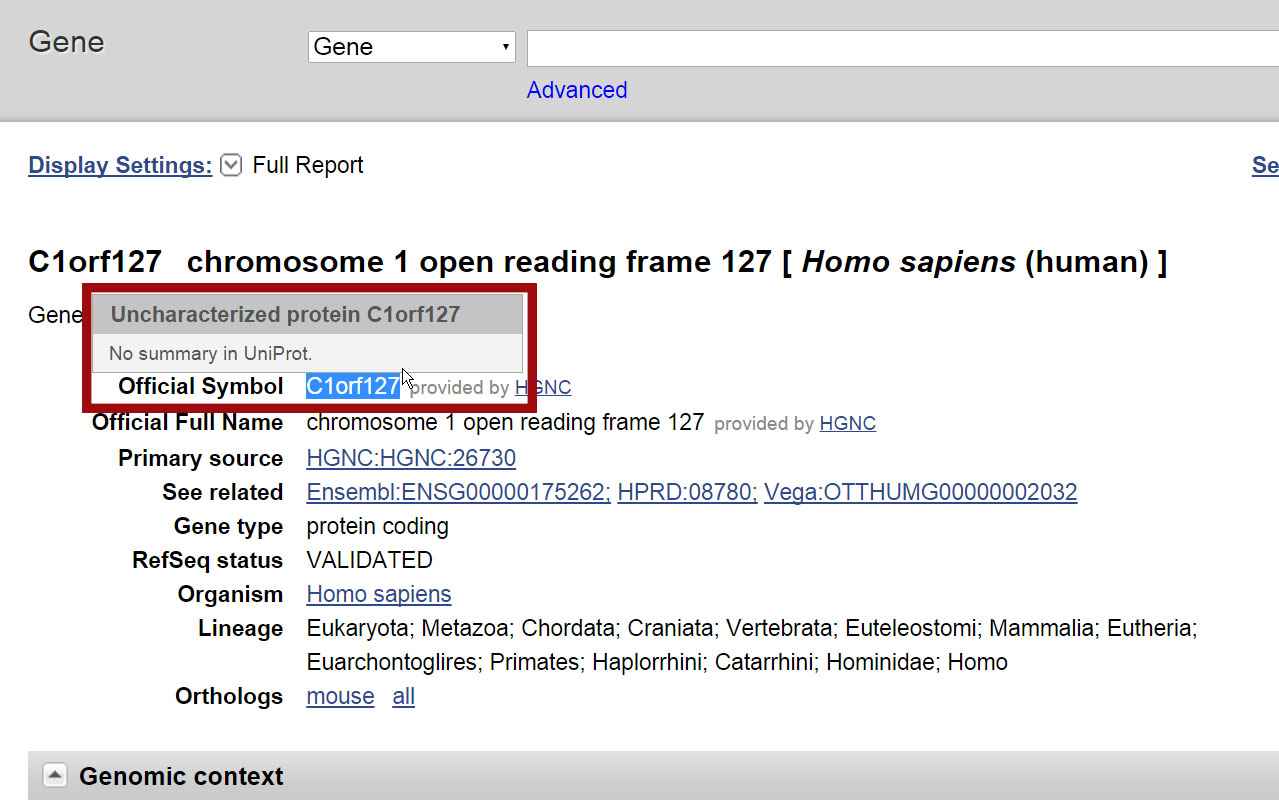 Gene
Gene
Advanced
Display Settings: Full Report
Se
C1orf127 chromosome 1 open reading frame 127 [ Homo sapiens (human) ]
Gene
Uncharacterized protein C1orf127
No summary in UniProt.
Official Symbol C1orf127 provided by HGNC
Official Full Name chromosome 1 open reading frame 127 provided by HGNC
Primary source HGNC:HGNC:26730
See related Ensembl:ENSG00000175262; HPRD:08780; Vega:OTTHUMG00000002032
Gene type protein coding
RefSeq status VALIDATED
Organism Homo sapiens
Lineage Eukaryota; Metazoa; Chordata; Craniata; Vertebrata; Euteleostomi; Mammalia; Eutheria;
Euarchontoglires; Primates; Haplorrhini; Catarrhini; Hominidae; Homo
Orthologs mouse all
Genomic context